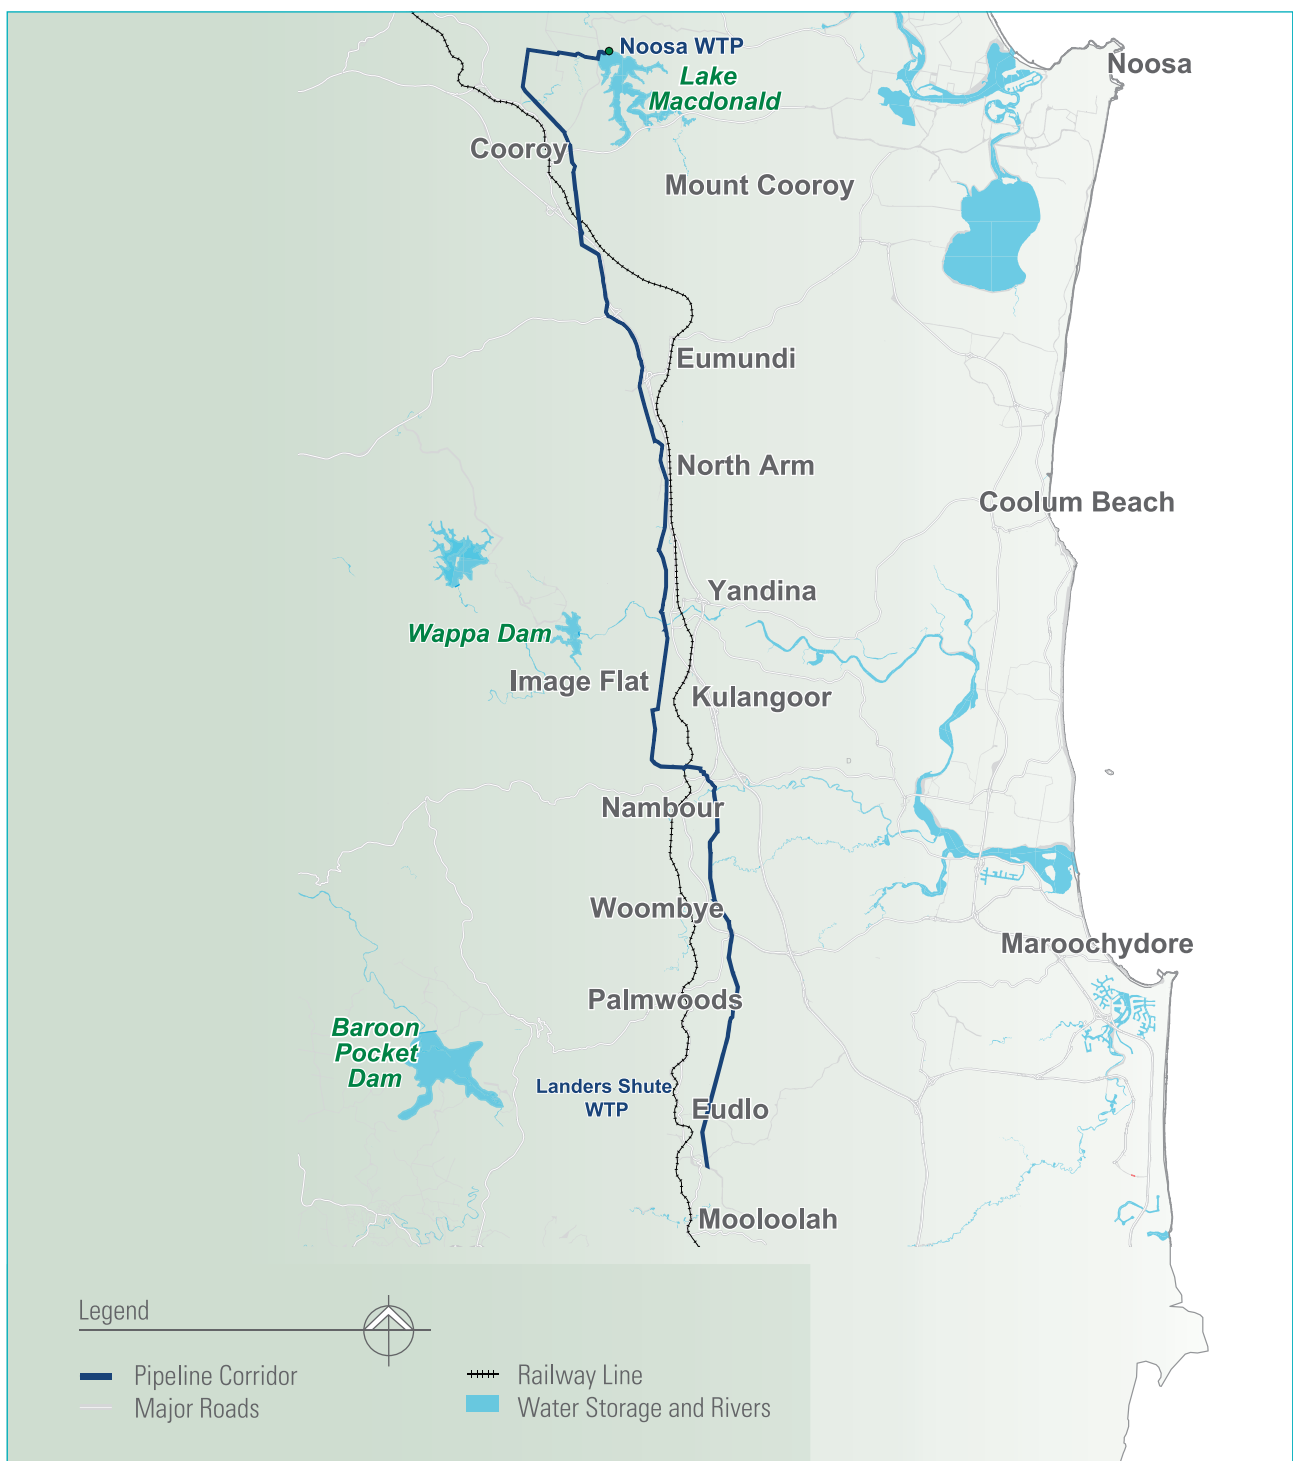 Noosa WTP
Noosa
Lake
Macdonald
Cooroy
Mount Cooroy
Eumundi
North Arm
Coolum Beach
Yandina
Wappa Dam
Image Flat
Kulangoor
Nambour
Woombye
Maroochydore
Palmwoods
Baroon
Pocket
Dam
Landers Shute
WTP
Eudlo
Mooloolah
Legend
Pipeline Corridor
Railway Line
Major Roads
Water Storage and Rivers